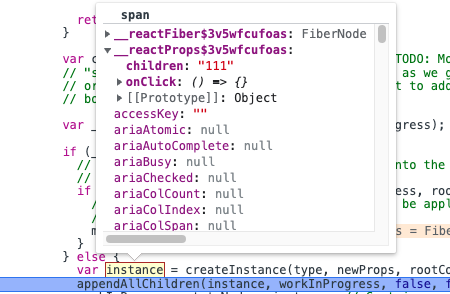 ret
span
}
__reactFiber$3v5wfcufoas: FiberNode
__reactProps$3v5wfcufoas:
var c TODO: Mo
children: "111"
// "s as we g
onClick: () => {}
// or t to add
[[Prototype]]: Object
// bo
accessKey: ""
var _ gress);
ariaAtomic: null
ariaAutoComplete: null
if (_
ariaBusy: null
// nto the
ariaChecked: null
//
ariaColCount: null
if ess, roo
ariaColIndex: null
// be appl
ariaColSpan: null
//
m s = Fibe
}
} else {
var instance = createInstance(type, newProps, rootCo
appendAllChildren(instance, workInProgress, false, f